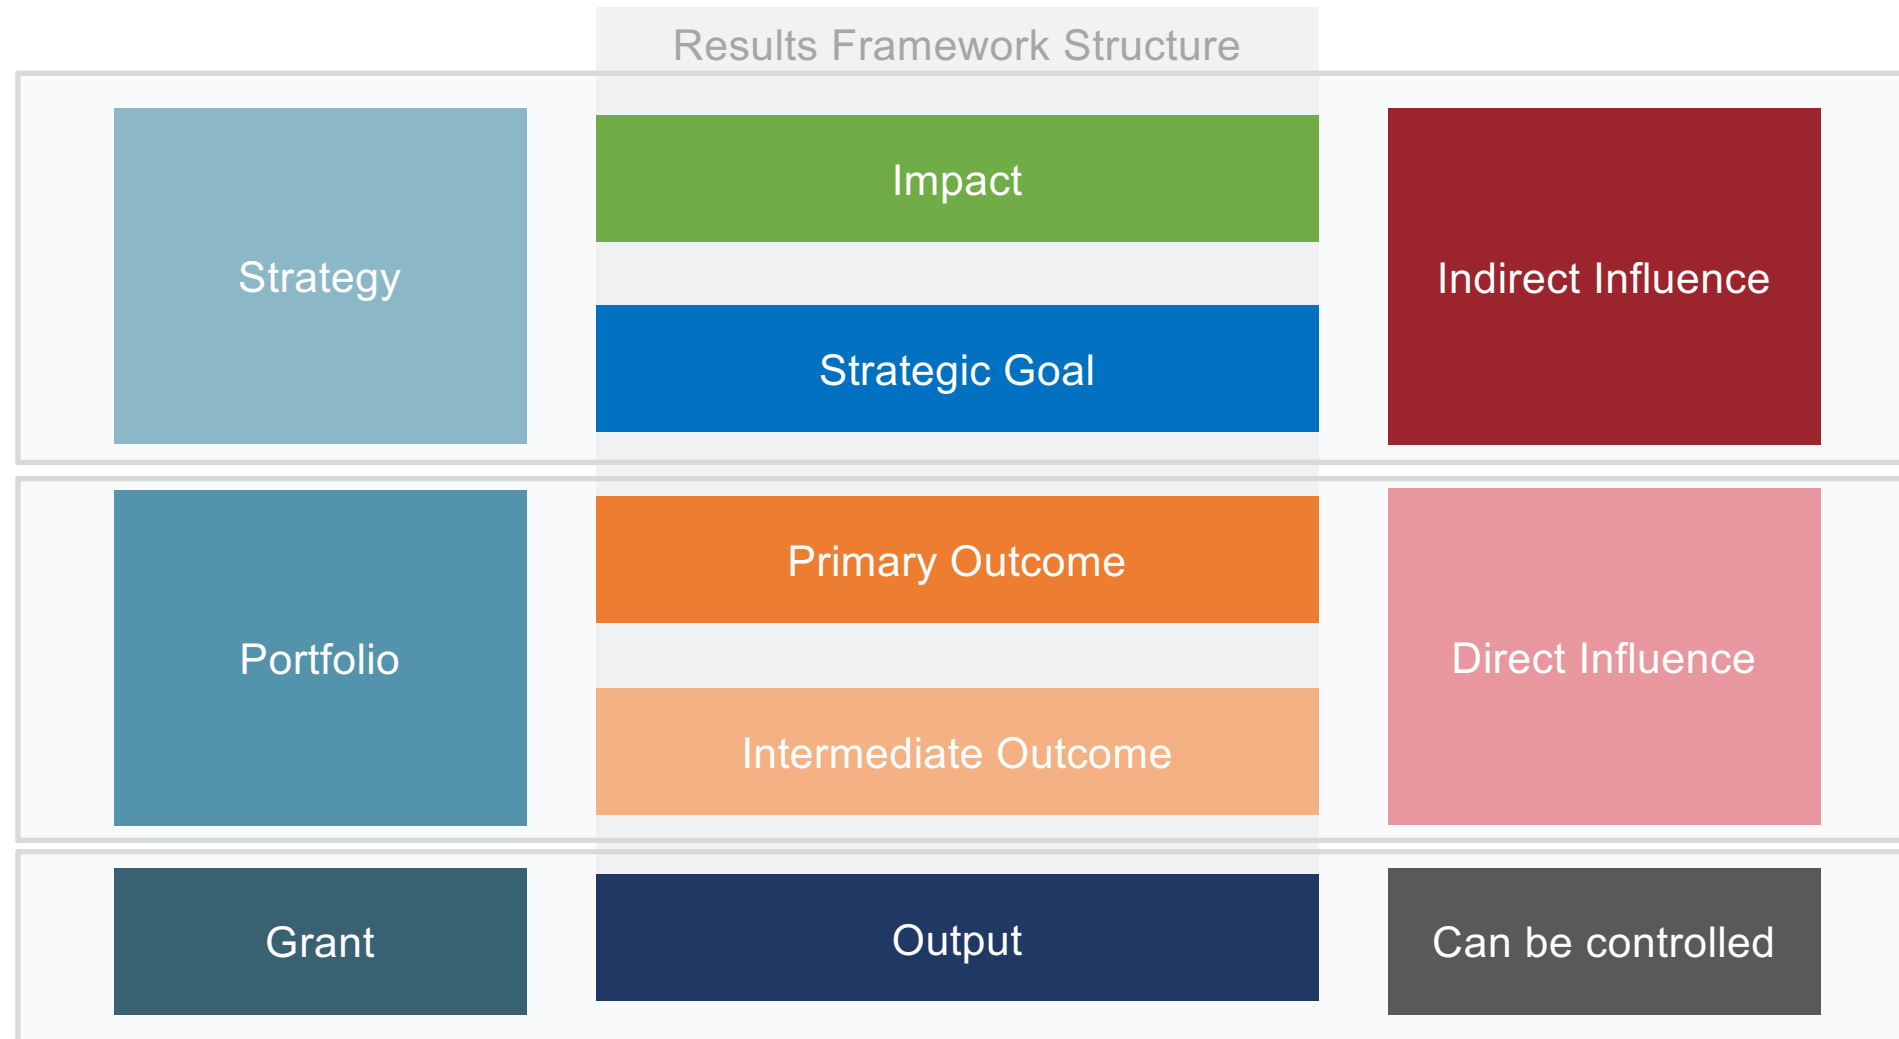 Results Framework Structure
Strategy
Impact
Strategic Goal
Indirect Influence
Portfolio
Primary Outcome
Intermediate Outcome
Direct Influence
Grant
Output
Can be controlled